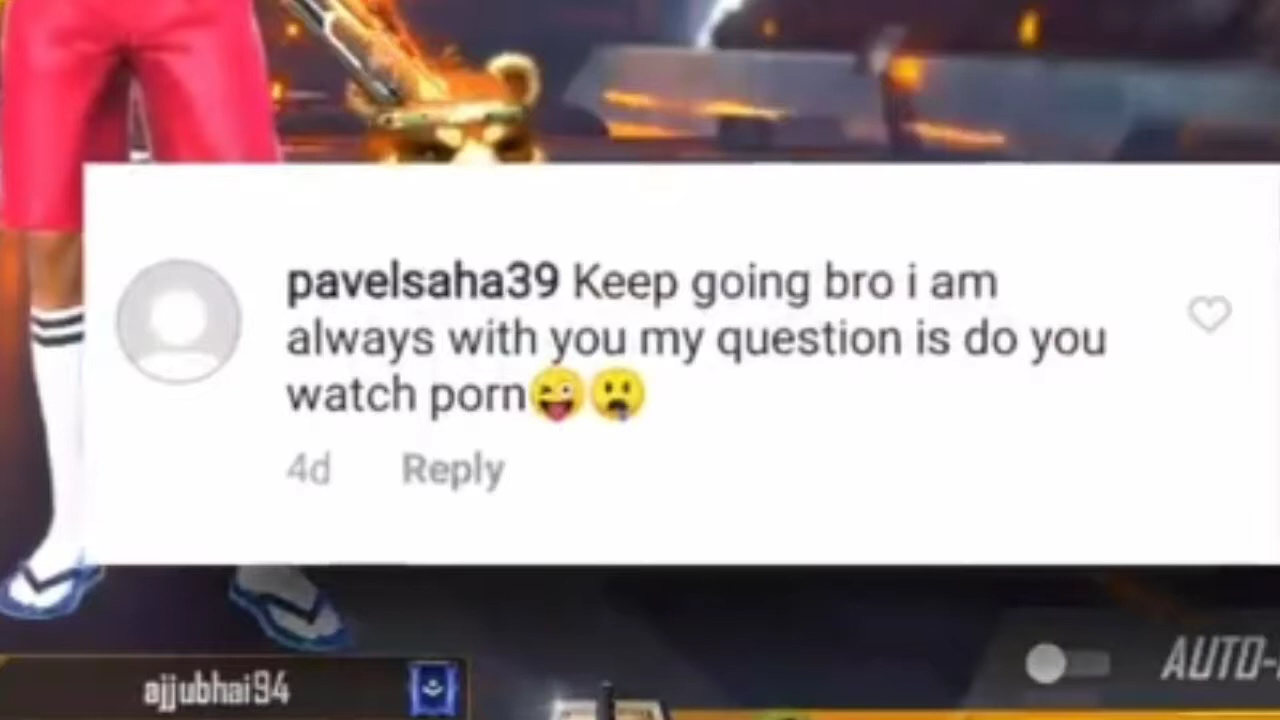 pavelsaha39 Keep going bro i am
always with you my question is do you
watch porn😜🤤
4d Reply
ajjubhai94
AUTO-